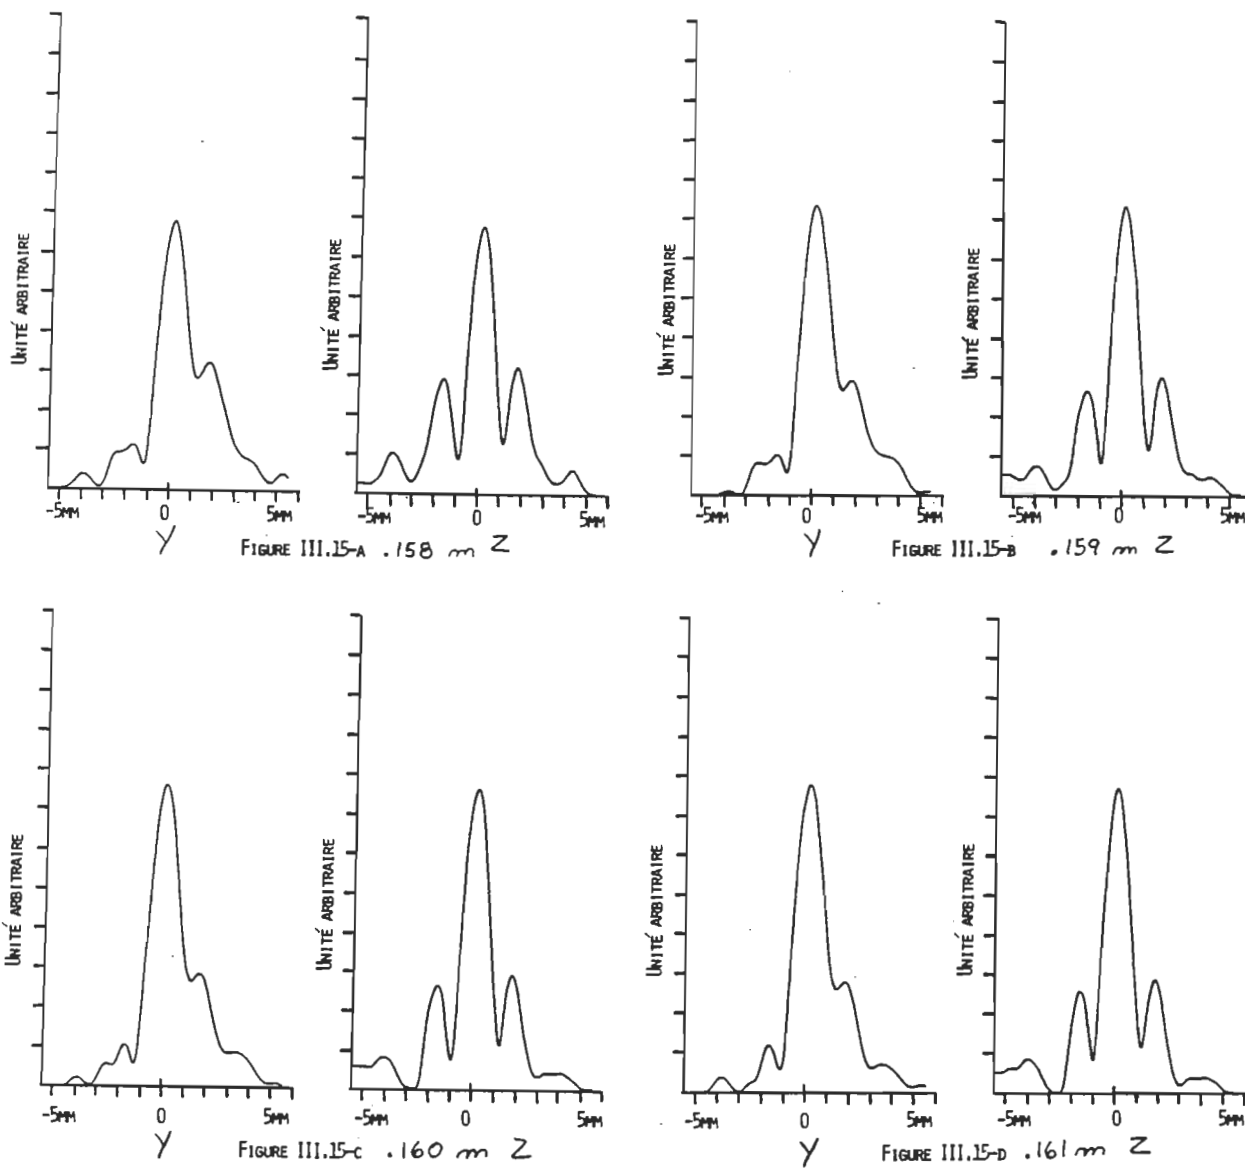 UNITÉ ARBITRAIRE
UNITÉ ARBITRAIRE
UNITÉ ARBITRAIRE
UNITÉ ARBITRAIRE
-5MM 0 5MM
-5MM 0 5MM
-5MM 0 5MM
-5MM 0 5MM
Y FIGURE III.15-A .158 m Z
Y FIGURE III.15-B .159 m Z
UNITÉ ARBITRAIRE
UNITÉ ARBITRAIRE
UNITÉ ARBITRAIRE
UNITÉ ARBITRAIRE
-5MM 0 5MM
-5MM 0 5MM
-5MM 0 5MM
-5MM 0 5MM
Y FIGURE III.15-C .160 m Z
Y FIGURE III.15-D .161 m Z